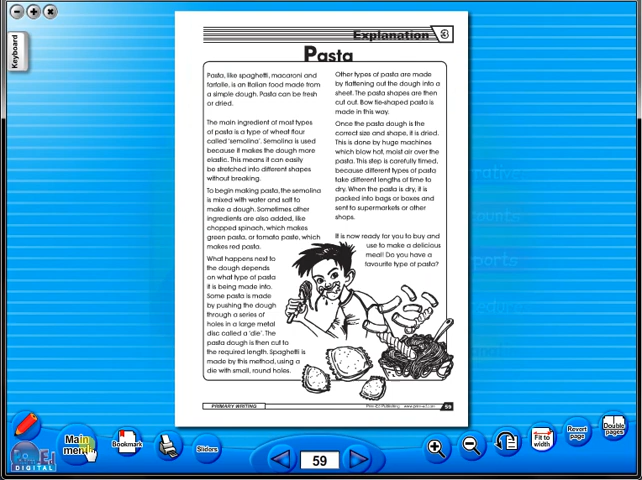 Keyboard
Explanation 3
Pasta
Pasta, like spaghetti, macaroni and
farfalle, is an Italian food made from
a simple dough. Pasta can be fresh
or dried.
The main ingredient of most types
of pasta is a type of wheat flour
called 'semolina'. Semolina is used
because it makes the dough more
elastic. This means it can easily
be stretched into different shapes
without breaking.
To begin making pasta, the semolina
is mixed with water and salt to
make a dough. Sometimes other
ingredients are also added, like
chopped spinach, which makes
green pasta, or tomato paste, which
makes red pasta.
What happens next to
the dough depends
on what type of pasta
it is being made into.
Some pasta is made
by pushing the dough
through a series of
holes in a large metal
disc called a 'die'. The
pasta dough is then cut to
the required length. Spaghetti is
made by this method, using a
die with small, round holes.
Other types of pasta are made
by flattening out the dough into a
sheet. The pasta shapes are then
cut out. Bow tie-shaped pasta is
made in this way.
Once the pasta dough is the
correct size and shape, it is dried.
This is done by huge machines
which blow hot, moist air over the
pasta. This step is carefully timed,
because different types of pasta
take different lengths of time to
dry. When the pasta is dry, it is
packed into bags or boxes and
sent to supermarkets or other
shops.
It is now ready for you to buy and
use to make a delicious
meal! Do you have a
favourite type of pasta?
PRIMARY WRITING
Prim-Ed Publishing www.prim-ed.com
59
Main
menu
Bookmark
Sliders
59
Fit to
width
Revert
page
Double
pages
DIGITAL